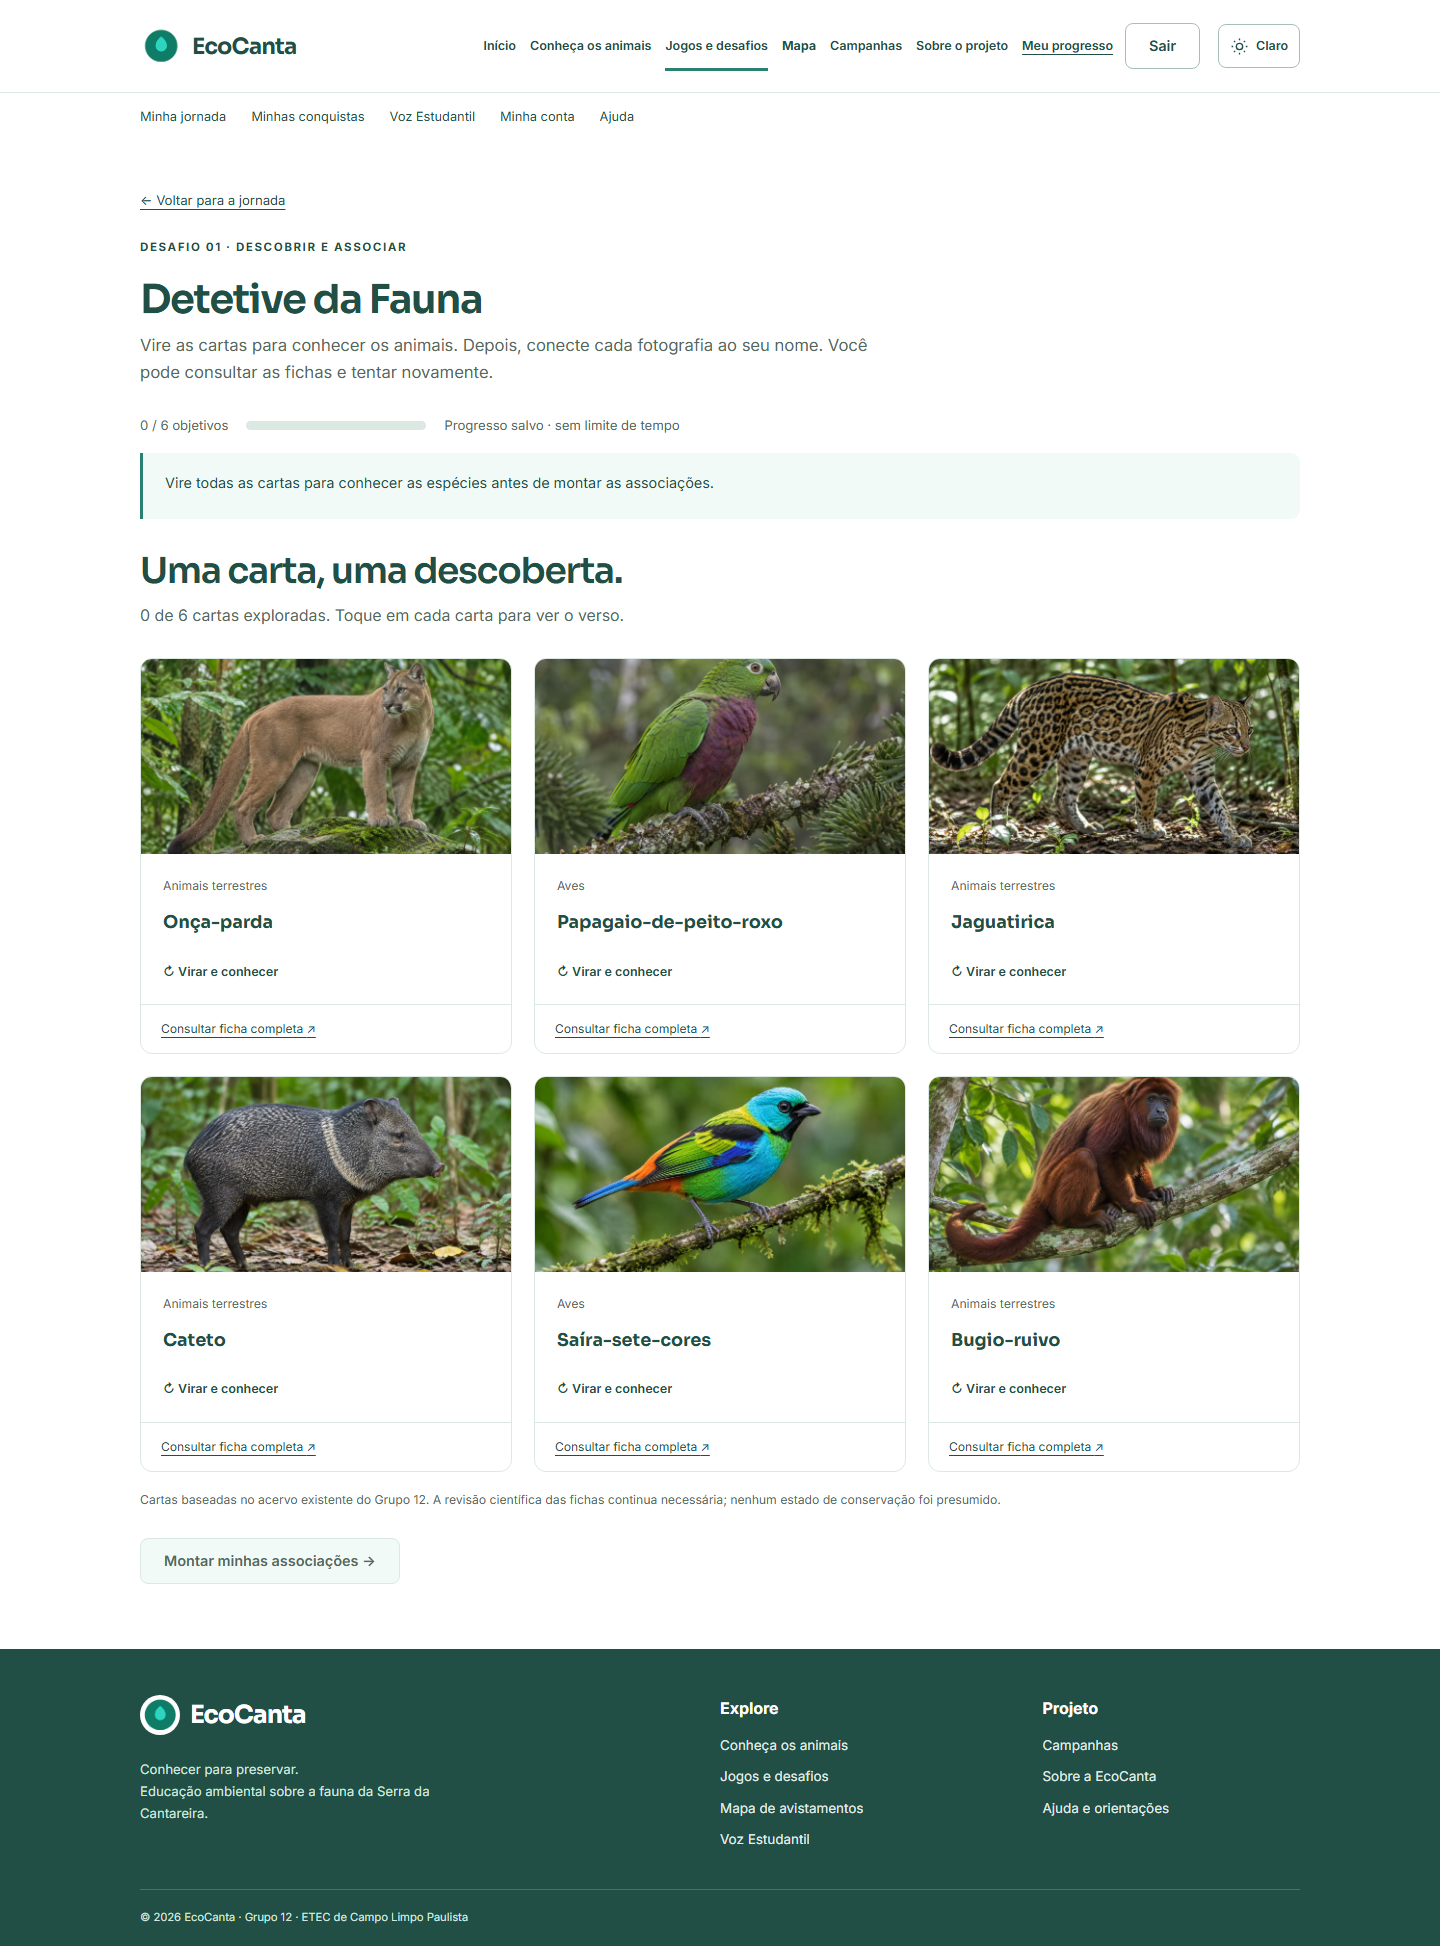 EcoCanta
Início Conheça os animais Jogos e desafios Mapa Campanhas Sobre o projeto Meu progresso Sair Claro
Minha jornada Minhas conquistas Voz Estudantil Minha conta Ajuda
← Voltar para a jornada
DESAFIO 01 · DESCOBRIR E ASSOCIAR
Detetive da Fauna
Vire as cartas para conhecer os animais. Depois, conecte cada fotografia ao seu nome. Você
pode consultar as fichas e tentar novamente.
0 / 6 objetivos Progresso salvo · sem limite de tempo
Vire todas as cartas para conhecer as espécies antes de montar as associações.
Uma carta, uma descoberta.
0 de 6 cartas exploradas. Toque em cada carta para ver o verso.
Animais terrestres
Onça-parda
↻ Virar e conhecer
Consultar ficha completa ↗
Aves
Papagaio-de-peito-roxo
↻ Virar e conhecer
Consultar ficha completa ↗
Animais terrestres
Jaguatirica
↻ Virar e conhecer
Consultar ficha completa ↗
Animais terrestres
Cateto
↻ Virar e conhecer
Consultar ficha completa ↗
Aves
Saíra-sete-cores
↻ Virar e conhecer
Consultar ficha completa ↗
Animais terrestres
Bugio-ruivo
↻ Virar e conhecer
Consultar ficha completa ↗
Cartas baseadas no acervo existente do Grupo 12. A revisão científica das fichas continua necessária; nenhum estado de conservação foi presumido.
Montar minhas associações →
EcoCanta
Conhecer para preservar.
Educação ambiental sobre a fauna da Serra da
Cantareira.
Explore
Conheça os animais
Jogos e desafios
Mapa de avistamentos
Voz Estudantil
Projeto
Campanhas
Sobre a EcoCanta
Ajuda e orientações
© 2026 EcoCanta · Grupo 12 · ETEC de Campo Limpo Paulista